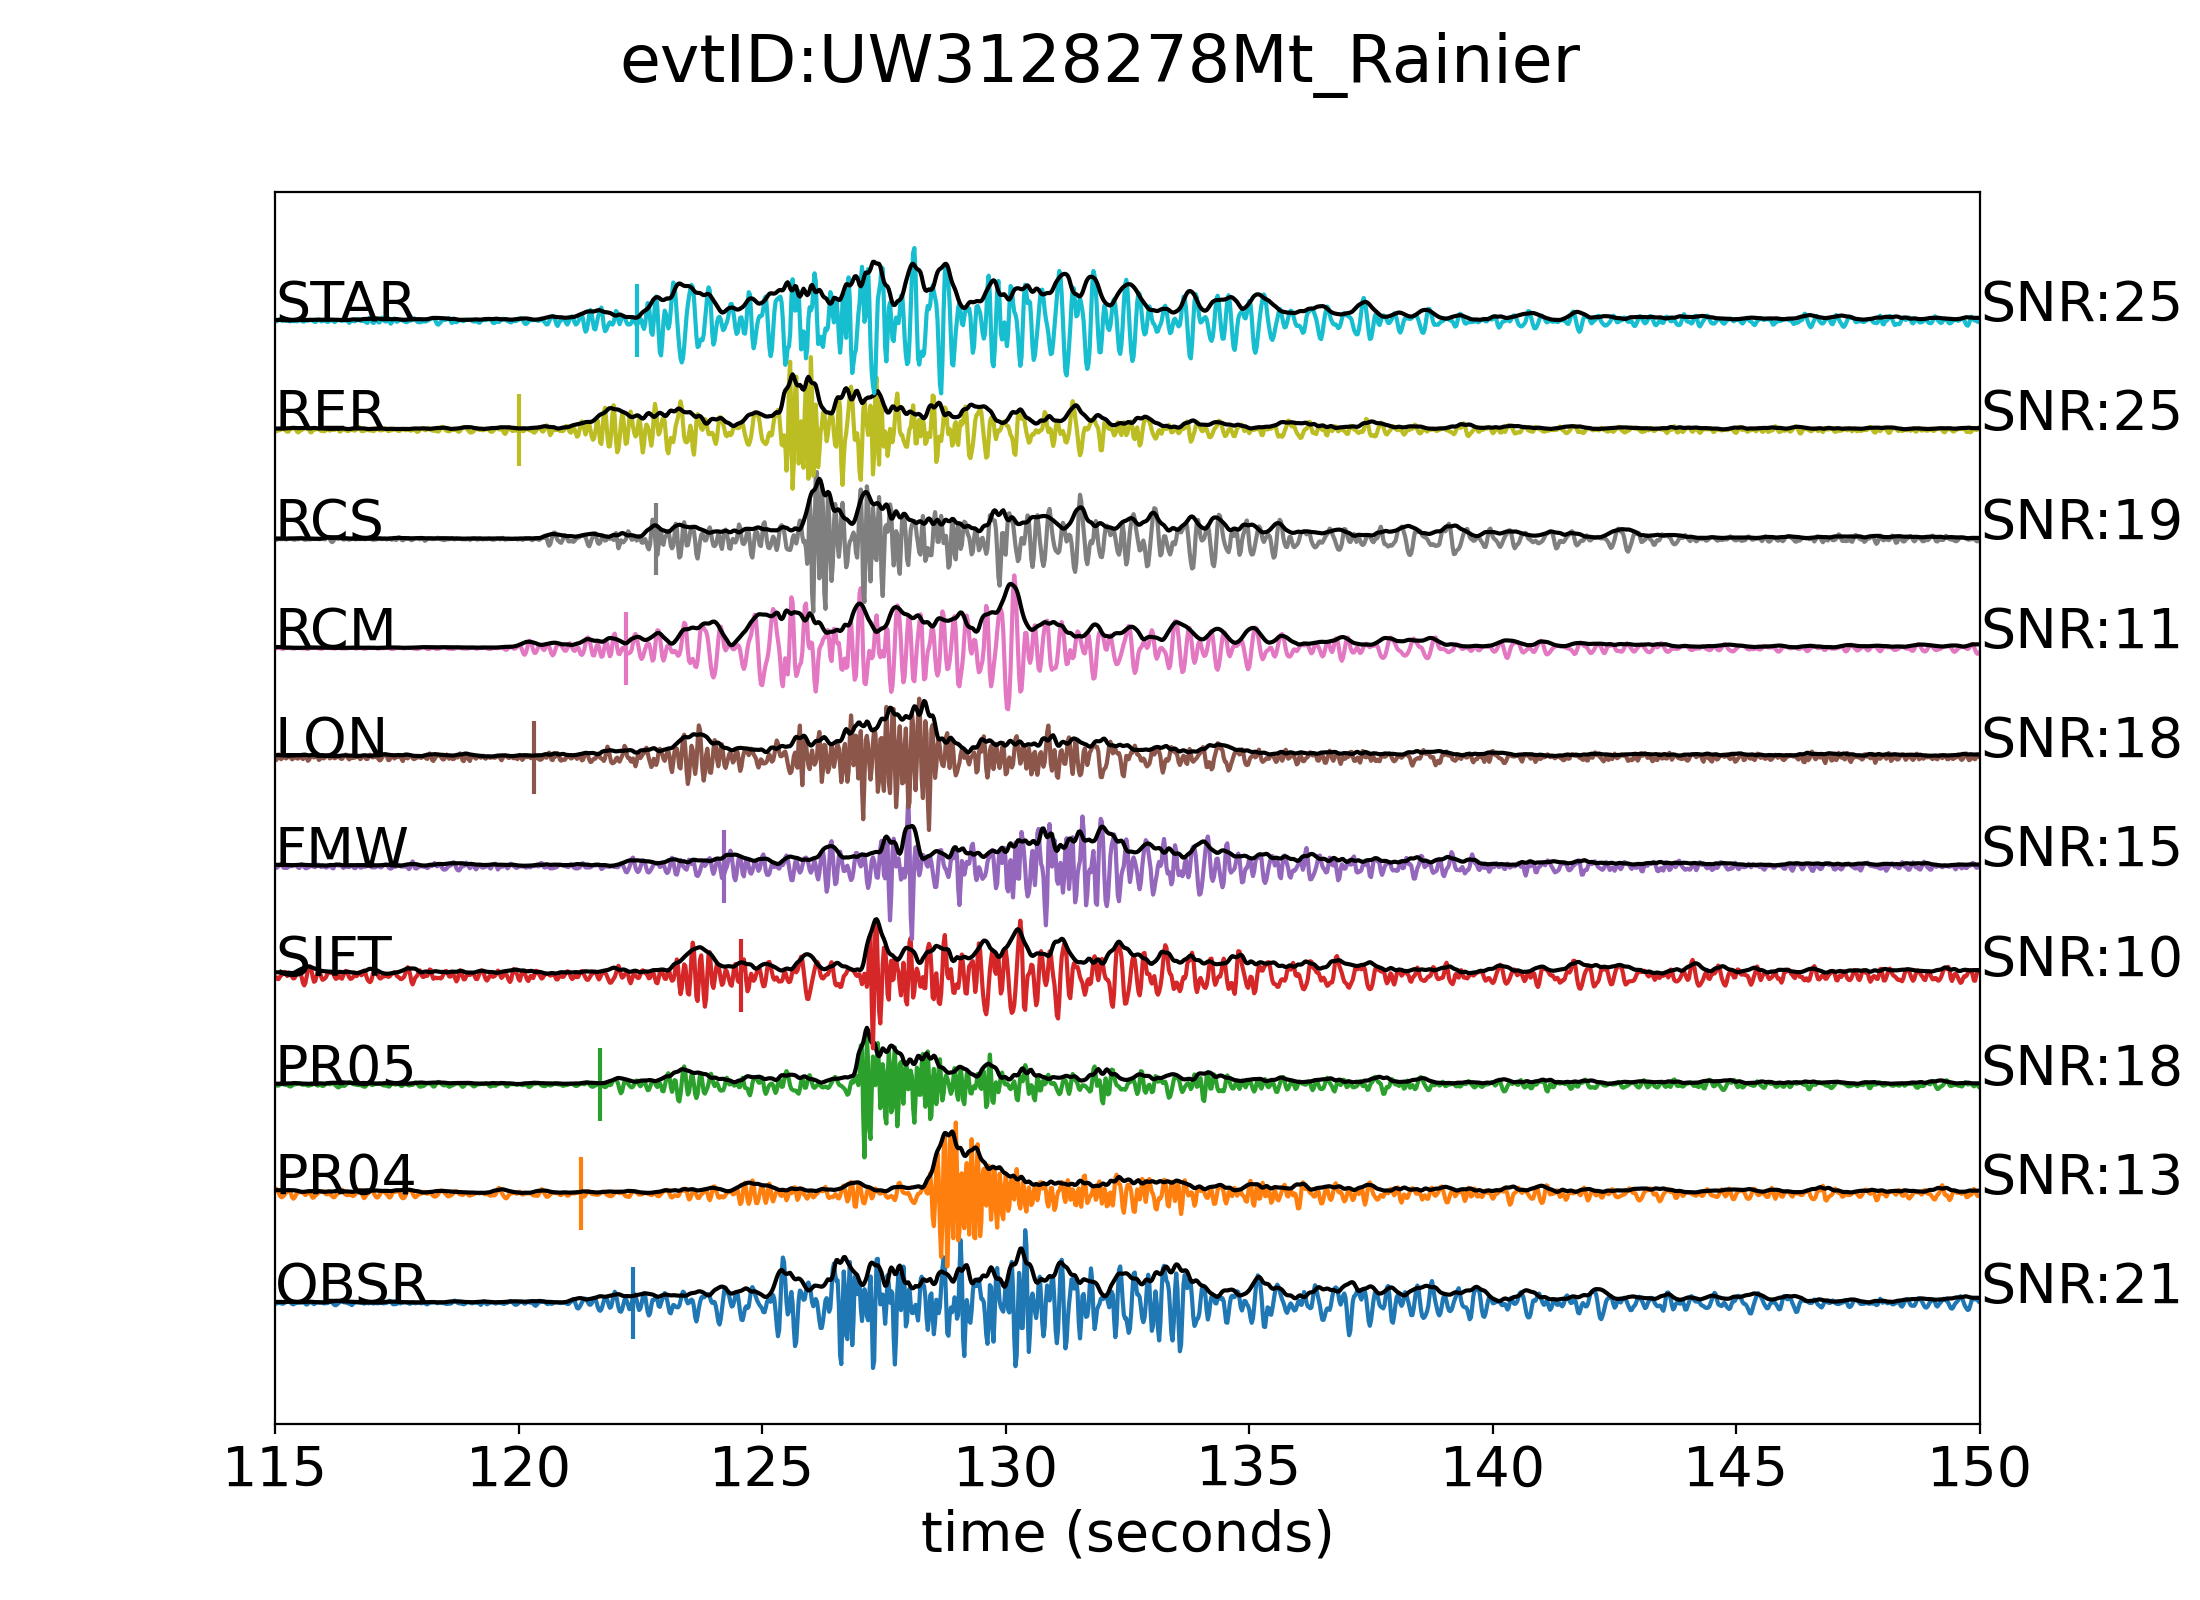 evtID:UW3128278Mt_Rainier
STAR SNR:25
RER SNR:25
RCS SNR:19
RCM SNR:11
LON SNR:18
FMW SNR:15
SIFT SNR:10
PR05 SNR:18
PR04 SNR:13
OBSR SNR:21
115 120 125 130 135 140 145 150
time (seconds)